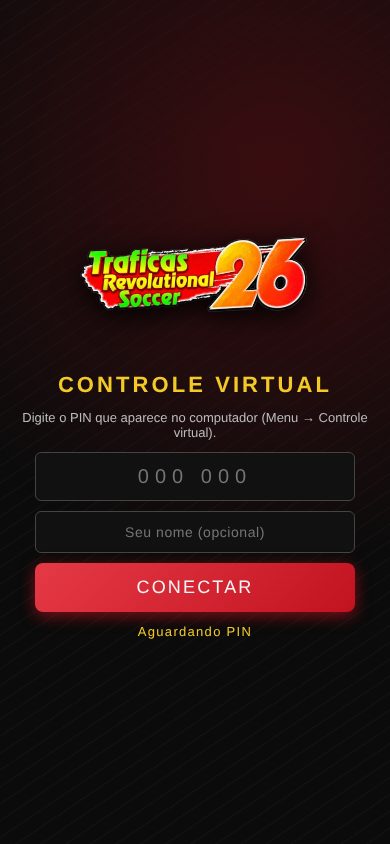 Traficas 26
Revolutional
Soccer
CONTROLE VIRTUAL
Digite o PIN que aparece no computador (Menu → Controle
virtual).
000 000
Seu nome (opcional)
CONECTAR
Aguardando PIN